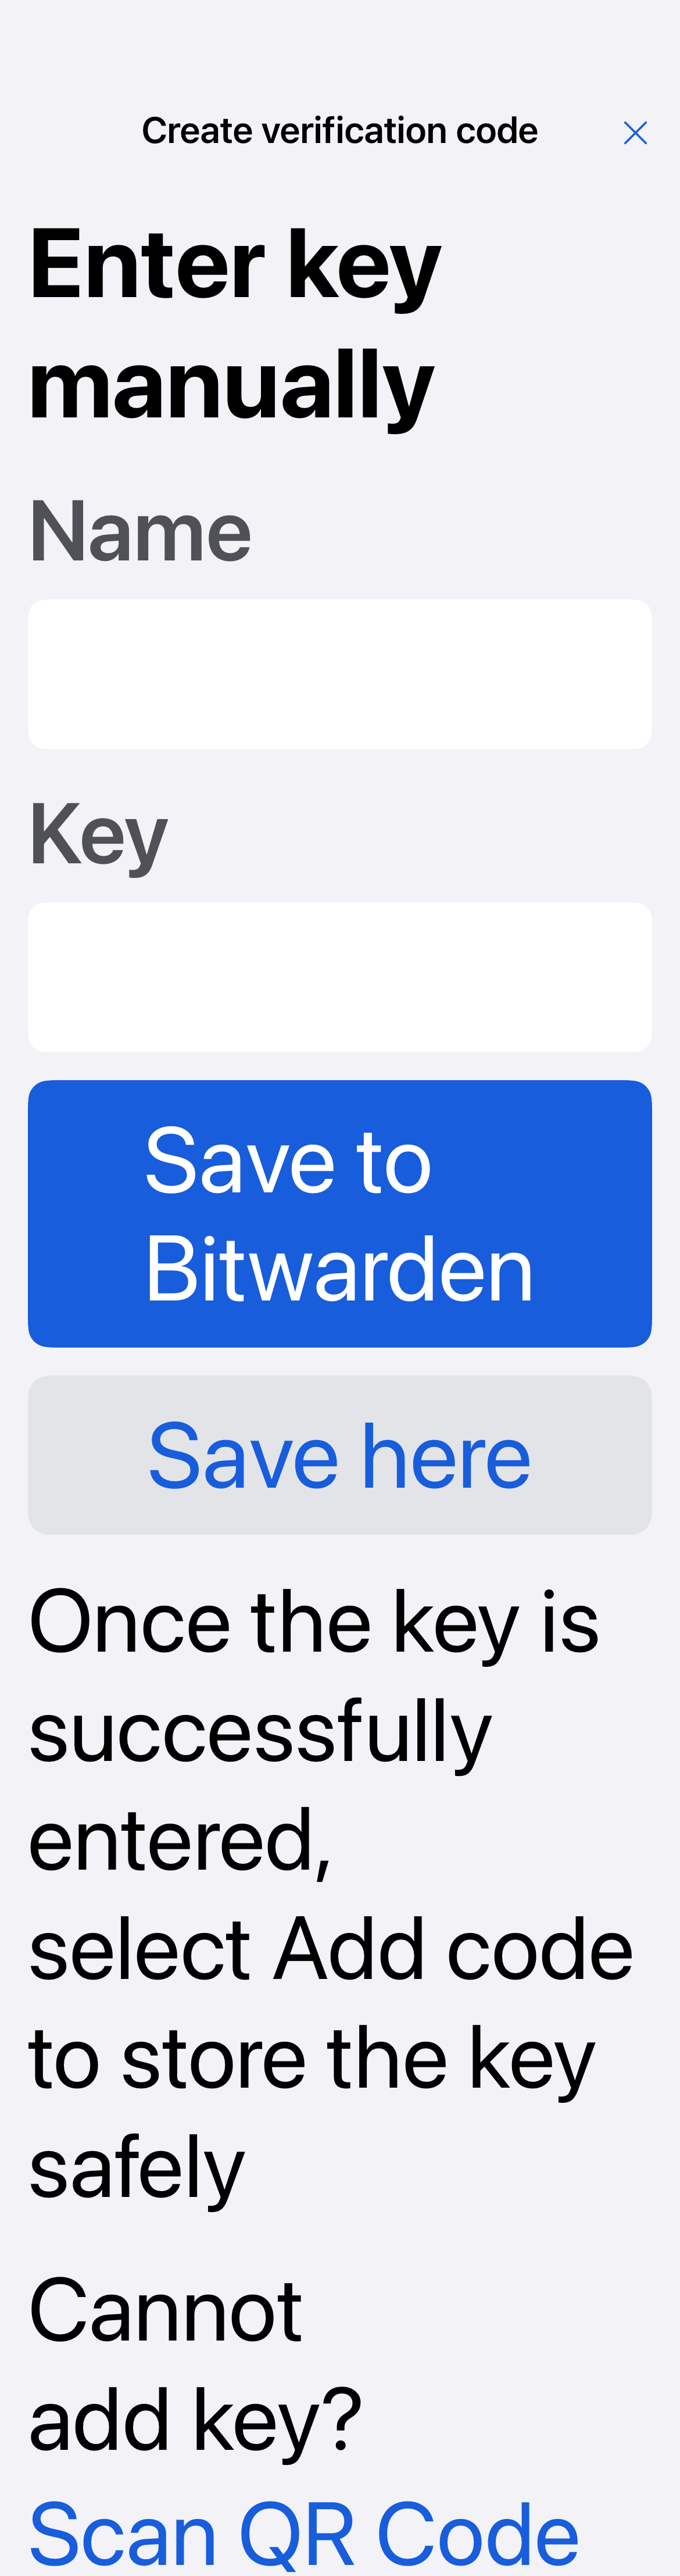 Create verification code
Enter key
manually
Name
Key
Save to
Bitwarden
Save here
Once the key is
successfully
entered,
select Add code
to store the key
safely
Cannot
add key?
Scan QR Code